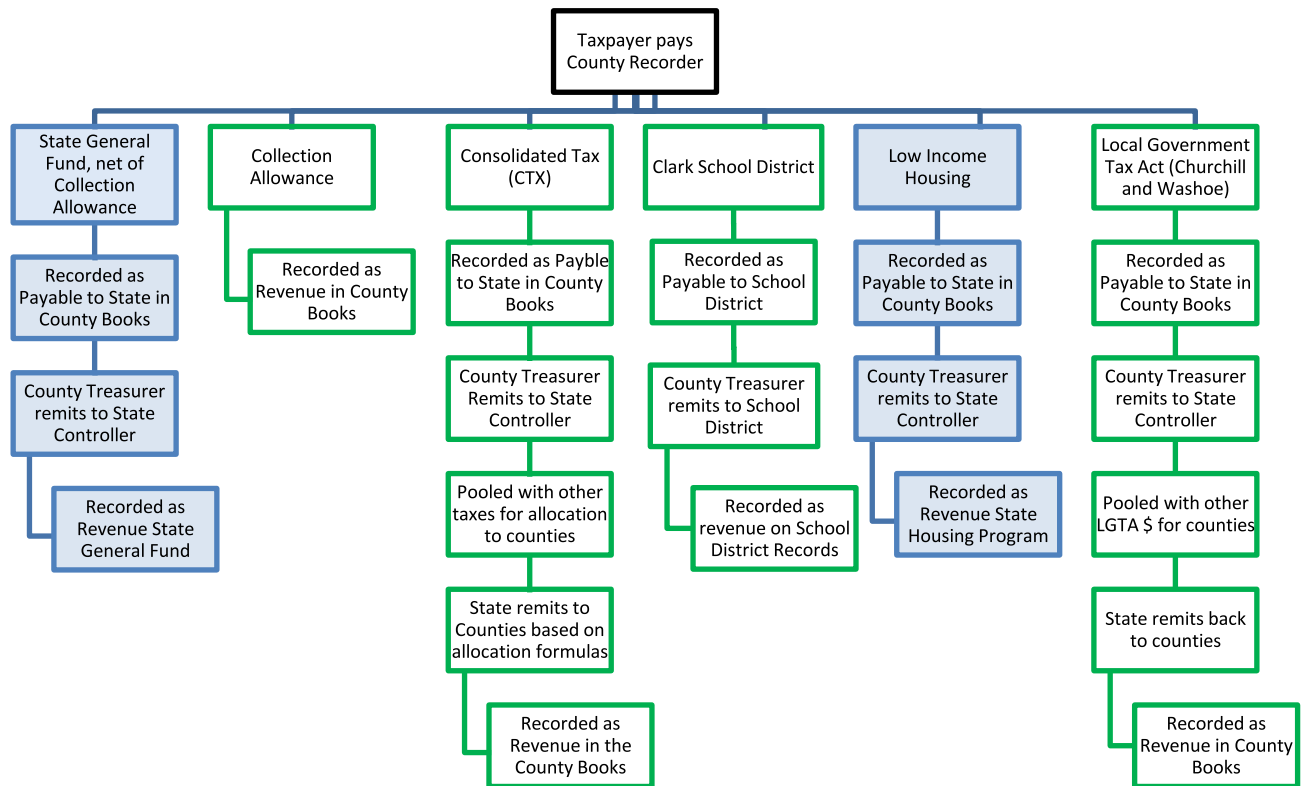 Taxpayer pays
County Recorder
State General
Fund, net of
Collection
Allowance
Recorded as
Payable to State in
County Books
County Treasurer
remits to State
Controller
Recorded as
Revenue State
General Fund
Collection
Allowance
Recorded as
Revenue in County
Books
Consolidated Tax
(CTX)
Recorded as Payble
to State in County
Books
County Treasurer
Remits to State
Controller
Pooled with other
taxes for allocation
to counties
State remits to
Counties based on
allocation formulas
Recorded as
Revenue in the
County Books
Clark School District
Recorded as
Payable to School
District
County Treasurer
remits to School
District
Recorded as
revenue on School
District Records
Low Income
Housing
Recorded as
Payable to State in
County Books
County Treasurer
remits to State
Controller
Recorded as
Revenue State
Housing Program
Local Government
Tax Act (Churchill
and Washoe)
Recorded as
Payable to State in
County Books
County Treasurer
remits to State
Controller
Pooled with other
LGTA $ for counties
State remits back
to counties
Recorded as
Revenue in County
Books